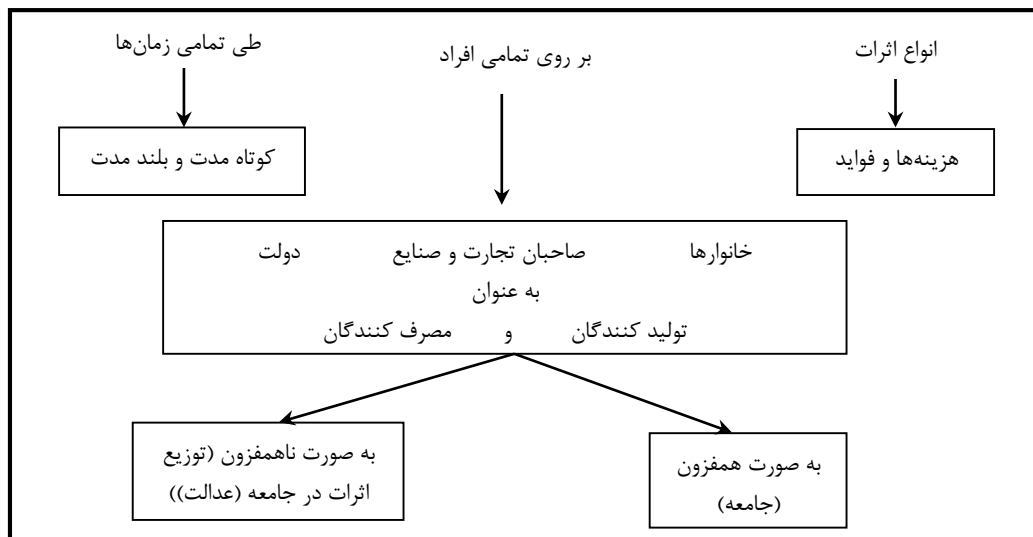 انواع اثرات
بر روی تمامی افراد
طی تمامی زمان‌ها
هزینه‌ها و فواید
کوتاه مدت و بلند مدت
خانوارها صاحبان تجارت و صنایع دولت
به عنوان
تولید کنندگان و مصرف کنندگان
به صورت همفزون
(جامعه)
به صورت ناهمفزون (توزیع
اثرات در جامعه (عدالت))